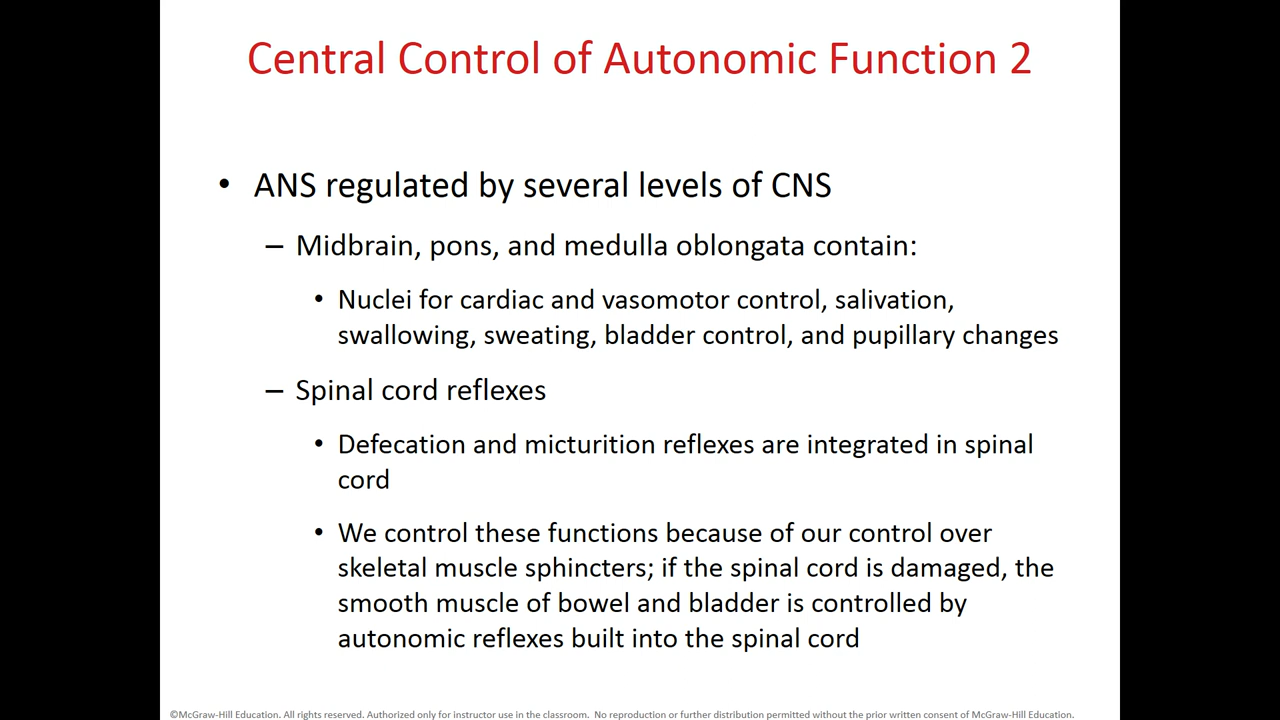 Central Control of Autonomic Function 2
• ANS regulated by several levels of CNS
– Midbrain, pons, and medulla oblongata contain:
• Nuclei for cardiac and vasomotor control, salivation,
swallowing, sweating, bladder control, and pupillary changes
– Spinal cord reflexes
• Defecation and micturition reflexes are integrated in spinal
cord
• We control these functions because of our control over
skeletal muscle sphincters; if the spinal cord is damaged, the
smooth muscle of bowel and bladder is controlled by
autonomic reflexes built into the spinal cord
©McGraw-Hill Education. All rights reserved. Authorized only for instructor use in the classroom. No reproduction or further distribution permitted without the prior written consent of McGraw-Hill Education.